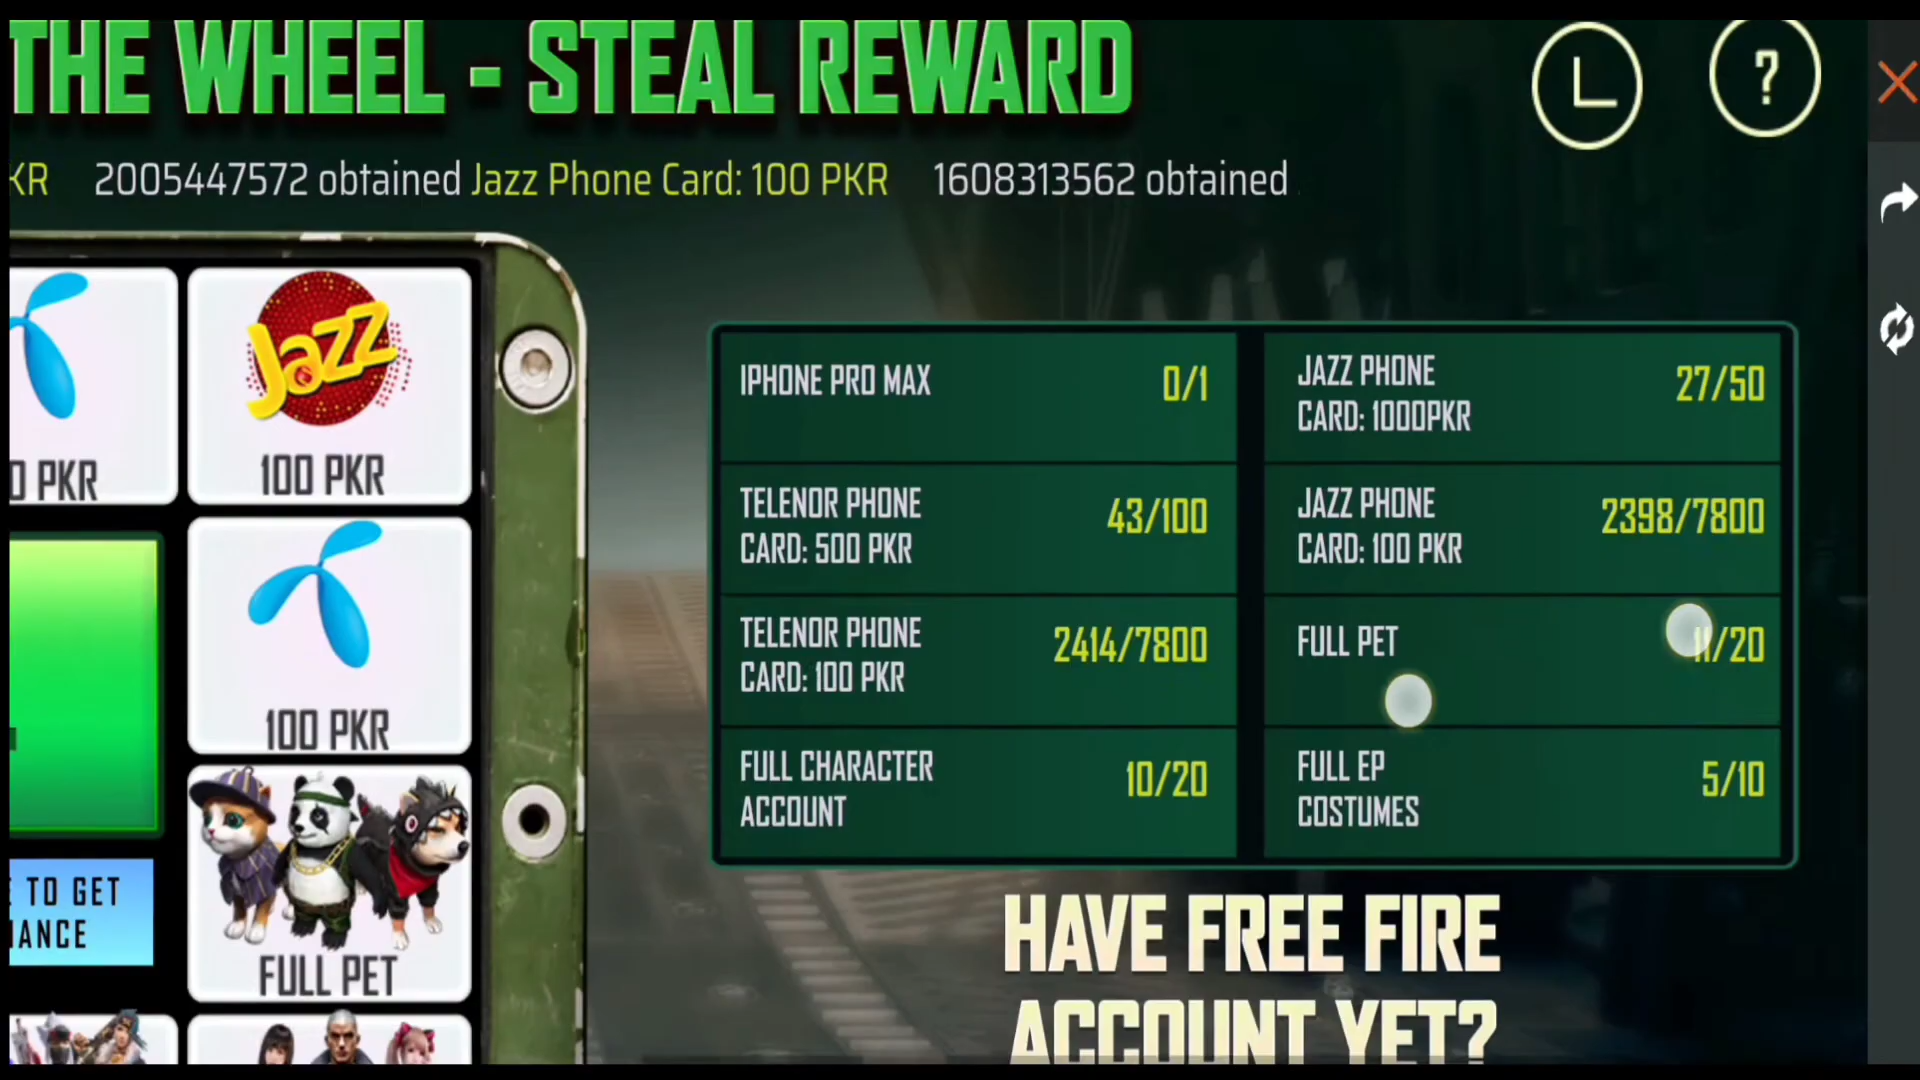 THE WHEEL - STEAL REWARD
?
KR 2005447572 obtained Jazz Phone Card: 100 PKR 1608313562 obtained
Jazz
0 PKR
100 PKR
100 PKR
TO GET
FULL PET
IPHONE PRO MAX 0/1
JAZZ PHONE
CARD: 1000PKR 27/50
TELENOR PHONE
CARD: 500 PKR 43/100
JAZZ PHONE
CARD: 100 PKR 2398/7800
TELENOR PHONE
CARD: 100 PKR 2414/7800
FULL PET 11/20
FULL CHARACTER
ACCOUNT 10/20
FULL EP
COSTUMES 5/10
HAVE FREE FIRE
ACCOUNT YET?